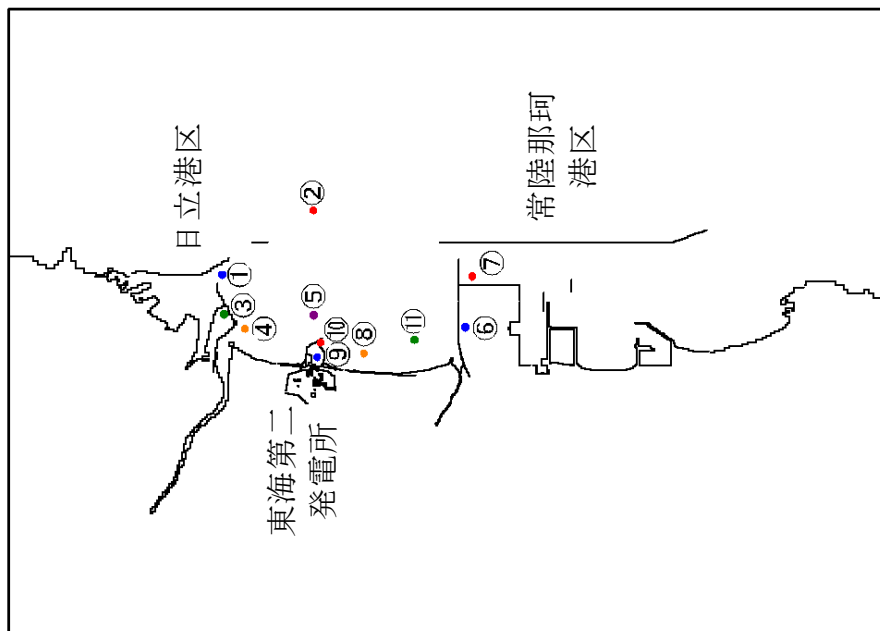 日立港区
常陸那珂
港区
②
①
⑦
③
⑤
④
⑥
⑩
⑨
⑧
⑪
東海第二
発電所